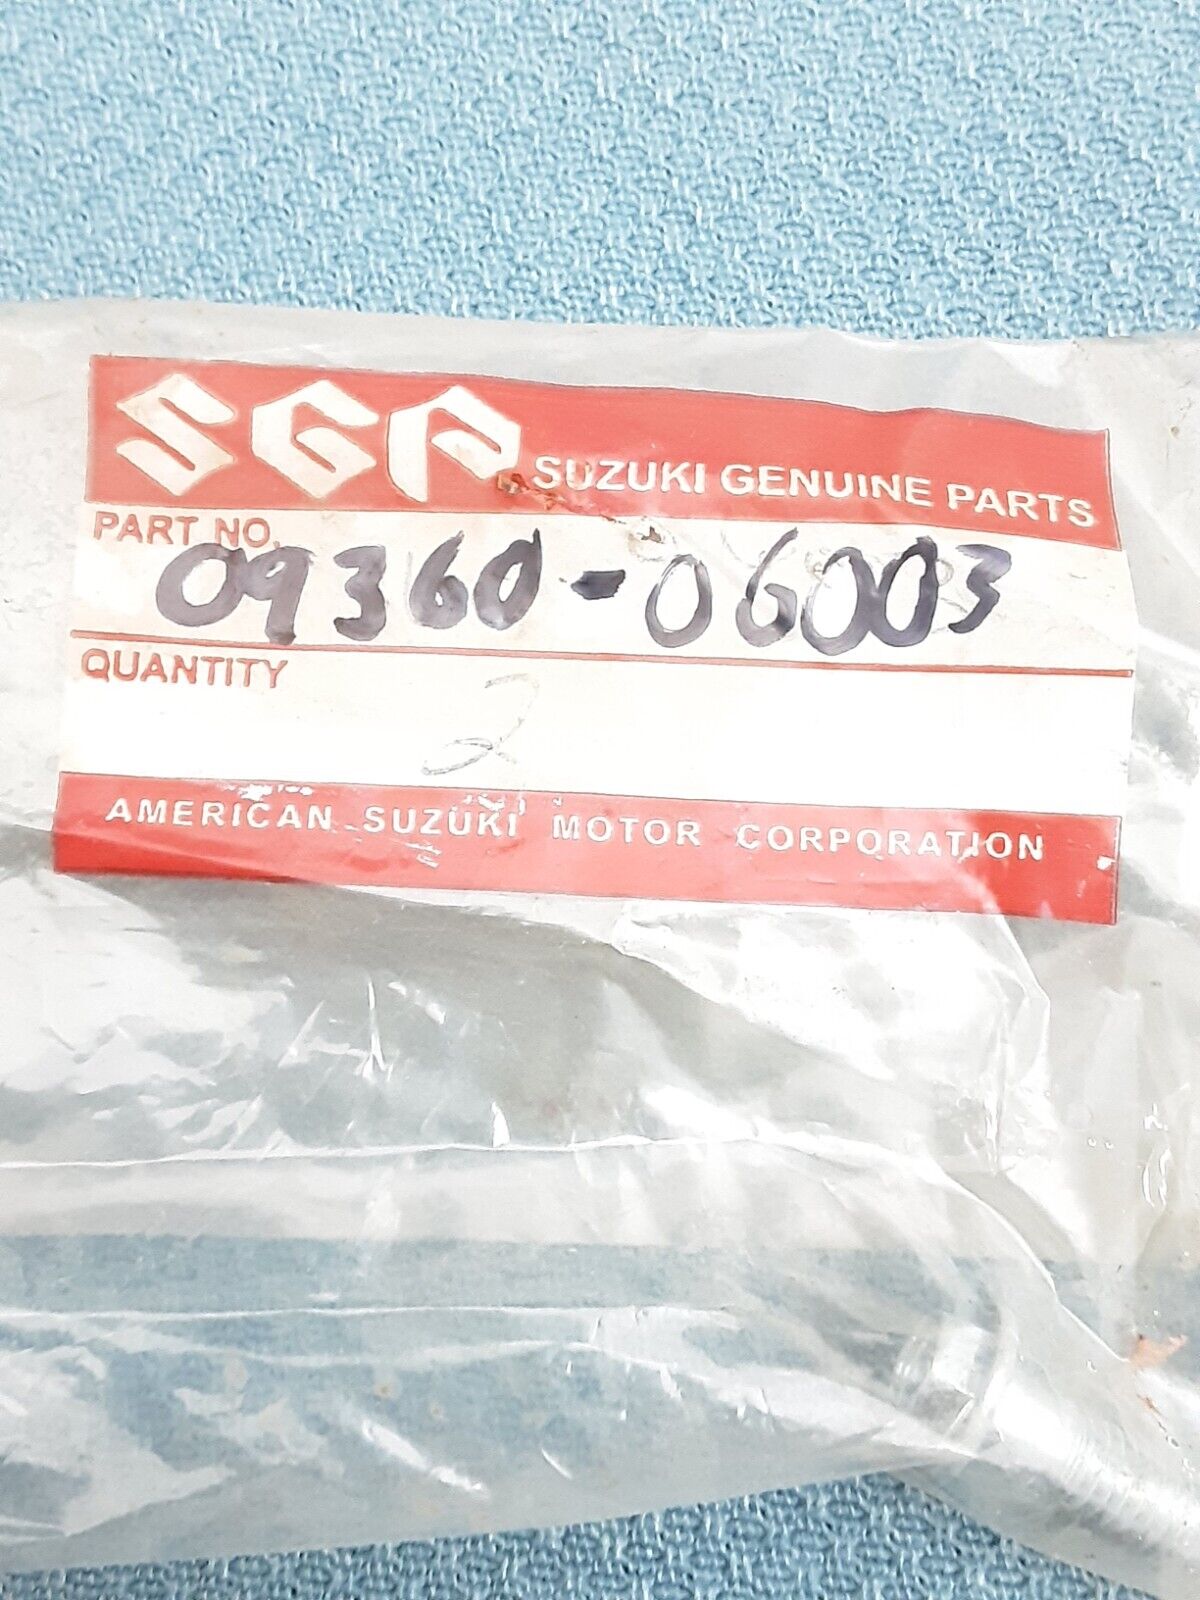 SGP SUZUKI GENUINE PARTS
PART NO. 09360-06003
QUANTITY 2
AMERICAN SUZUKI MOTOR CORPORATION